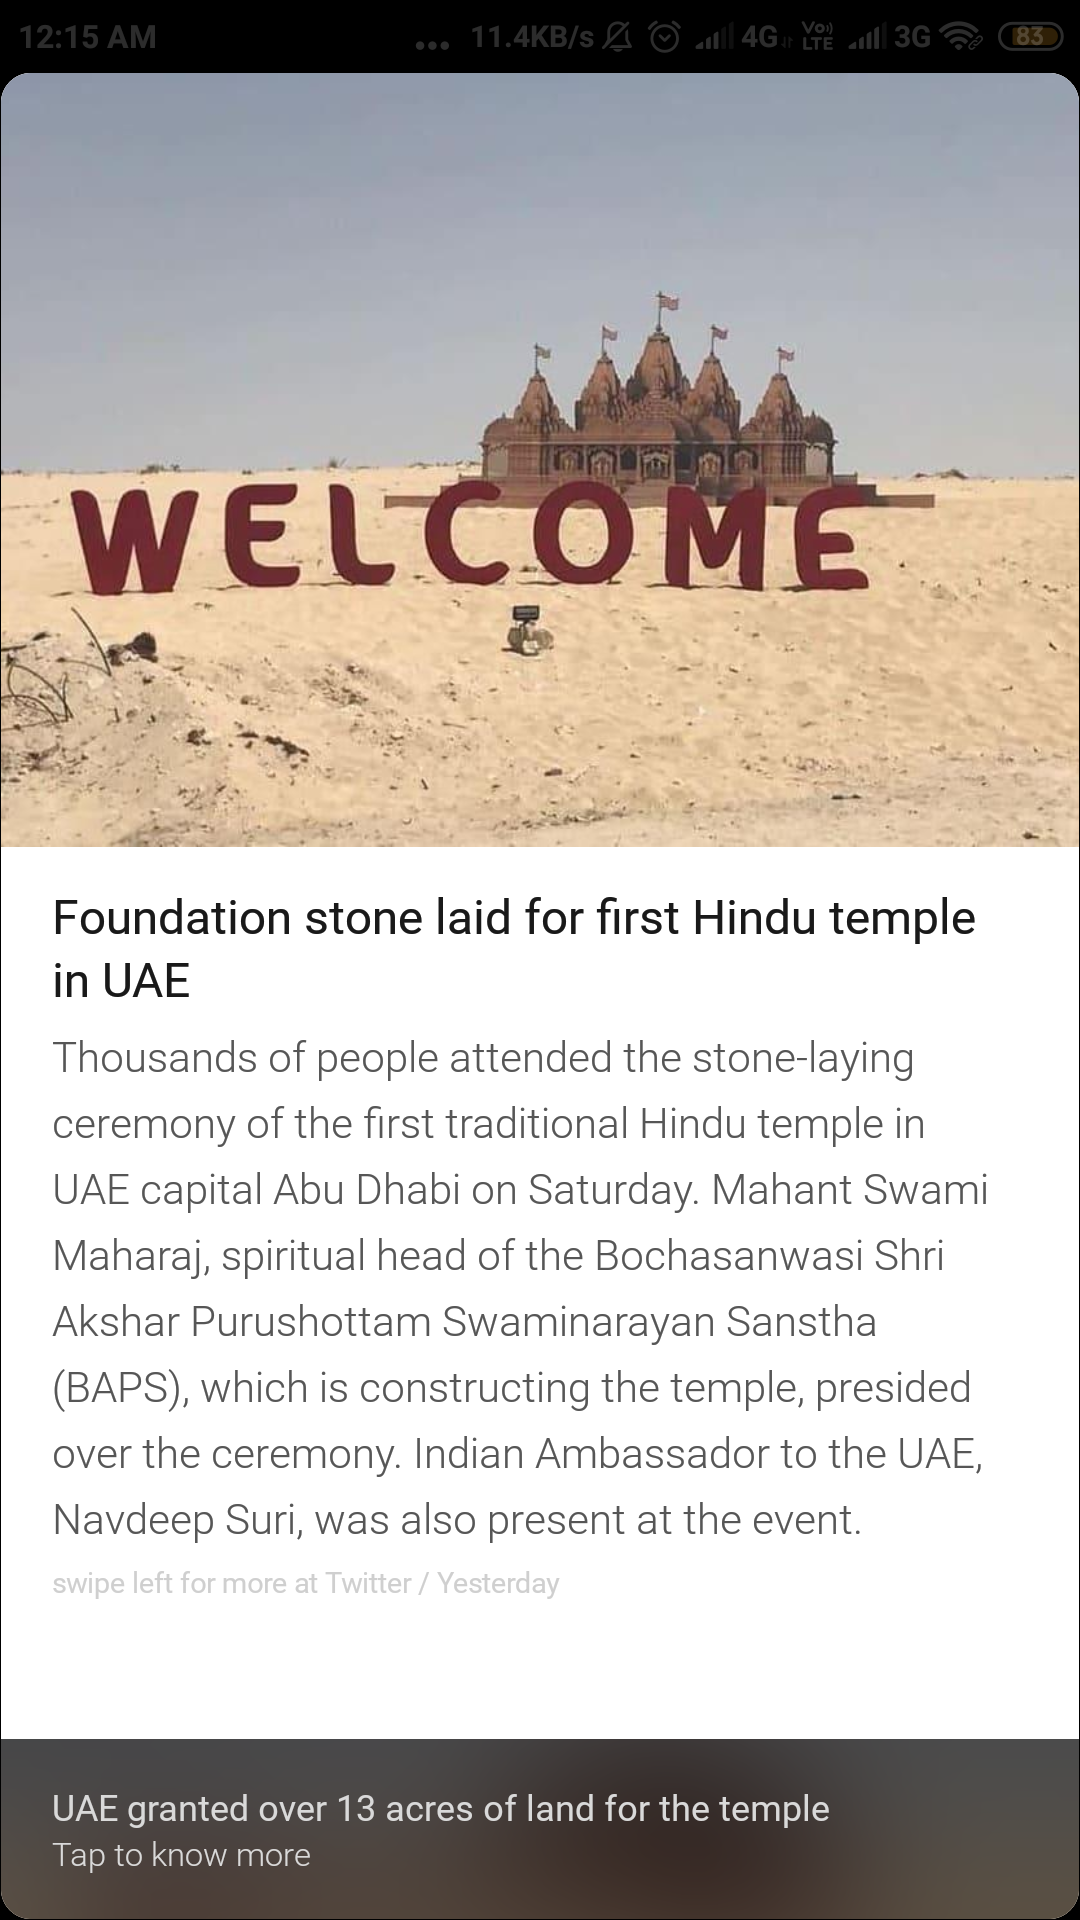 12:15 AM ... 11.4KB/s 4G Vo) LTE 3G 83
WELCOME
Foundation stone laid for first Hindu temple
in UAE
Thousands of people attended the stone-laying
ceremony of the first traditional Hindu temple in
UAE capital Abu Dhabi on Saturday. Mahant Swami
Maharaj, spiritual head of the Bochasanwasi Shri
Akshar Purushottam Swaminarayan Sanstha
(BAPS), which is constructing the temple, presided
over the ceremony. Indian Ambassador to the UAE,
Navdeep Suri, was also present at the event.
swipe left for more at Twitter / Yesterday
UAE granted over 13 acres of land for the temple
Tap to know more